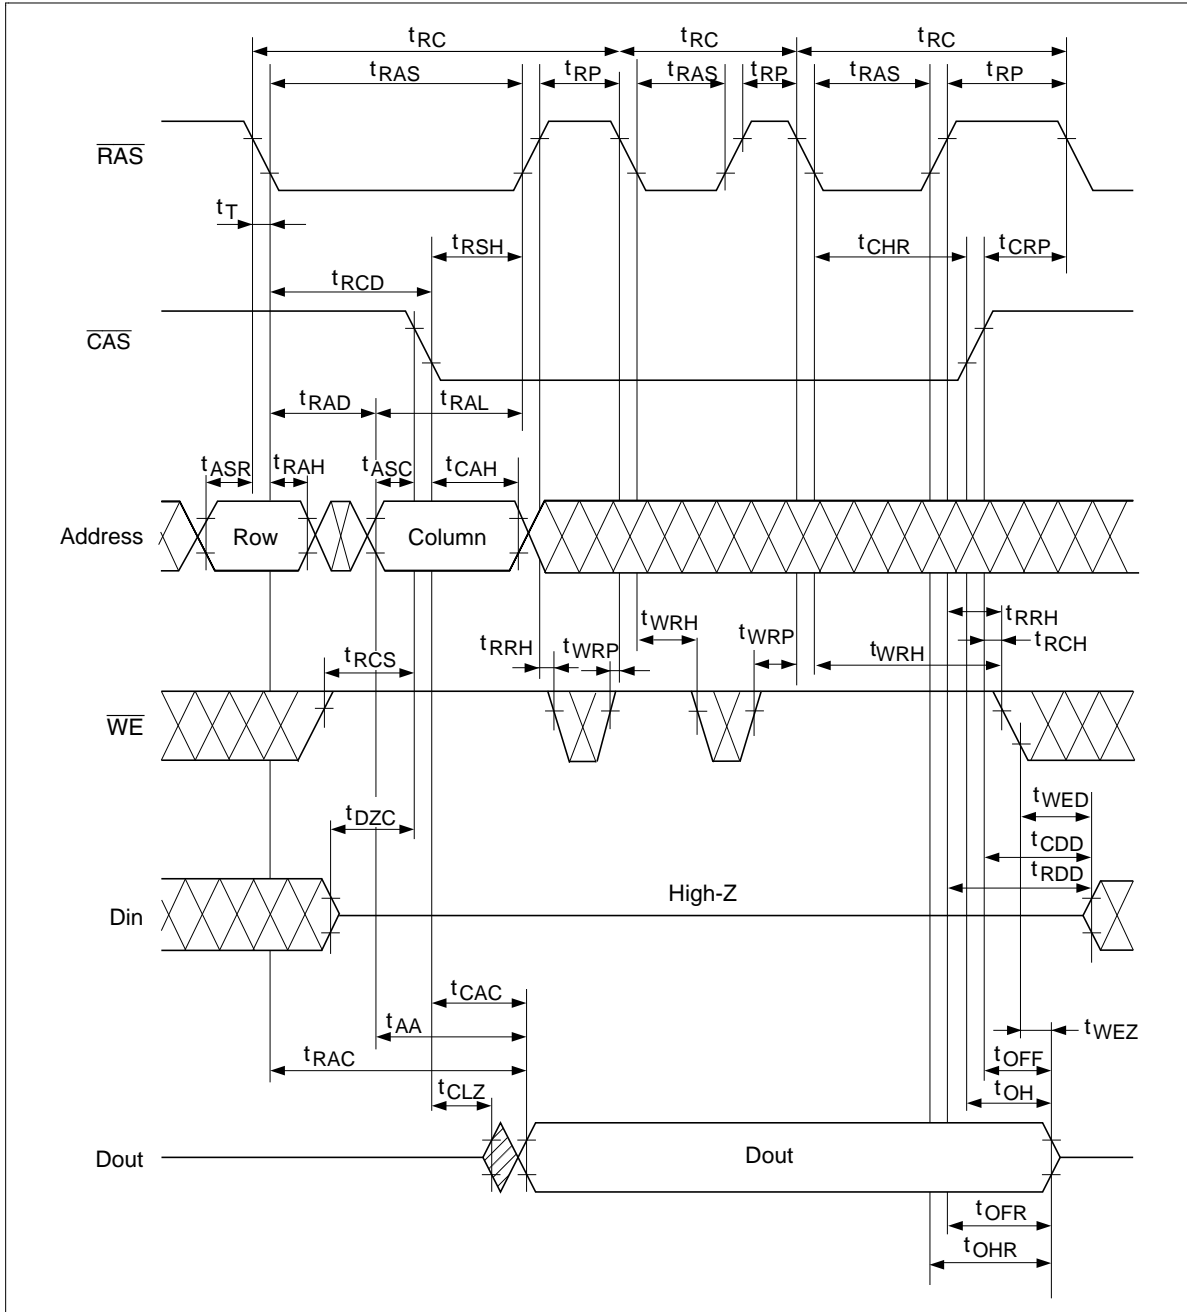 tRC tRC tRC
tRAS tRP tRAS tRP tRAS tRP
RAS
tT
tRSH tCHR tCRP
tRCD
CAS
tRAD tRAL
tASR tRAH tASC tCAH
Address Row Column
tRRH
tWRH
tRRH tWRP tWRP tRCH
tRCS tWRH
WE
tWED
tDZC
tCDD
tRDD
High-Z
Din
tCAC
tAA tWEZ
tRAC tOFF
tCLZ tOH
Dout Dout
tOFR
tOHR